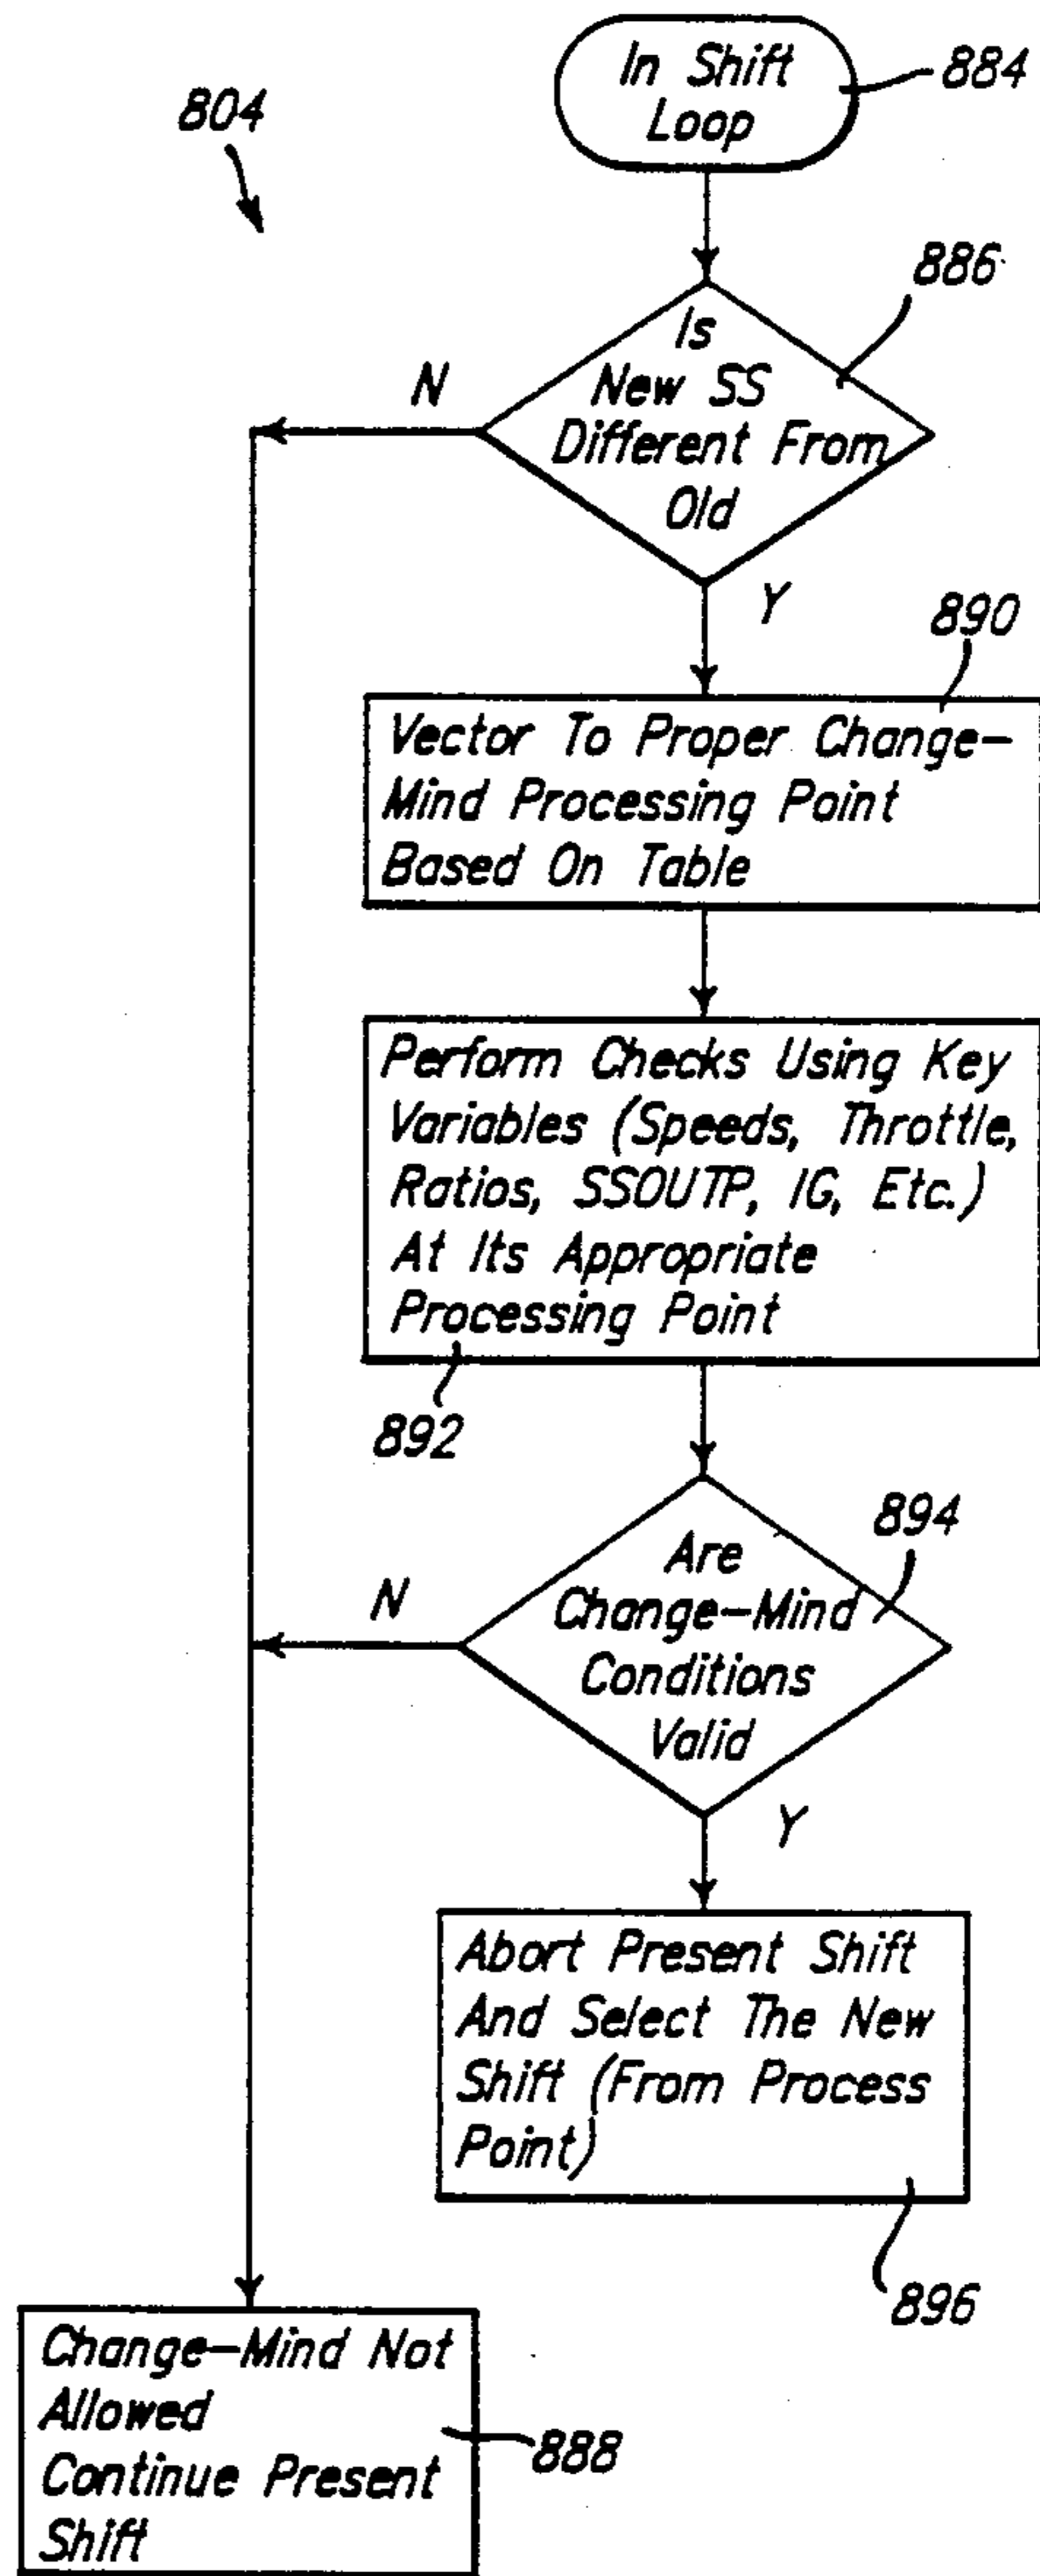 In Shift
Loop
884
804
886
Is
New SS
Different From
Old
N
Y
890
Vector To Proper Change-
Mind Processing Point
Based On Table
Perform Checks Using Key
Variables (Speeds, Throttle,
Ratios, SSOUTP, IG, Etc.)
At Its Appropriate
Processing Point
892
894
Are
Change-Mind
Conditions
Valid
N
Y
Abort Present Shift
And Select The New
Shift (From Process
Point)
896
Change-Mind Not
Allowed
Continue Present
Shift
888